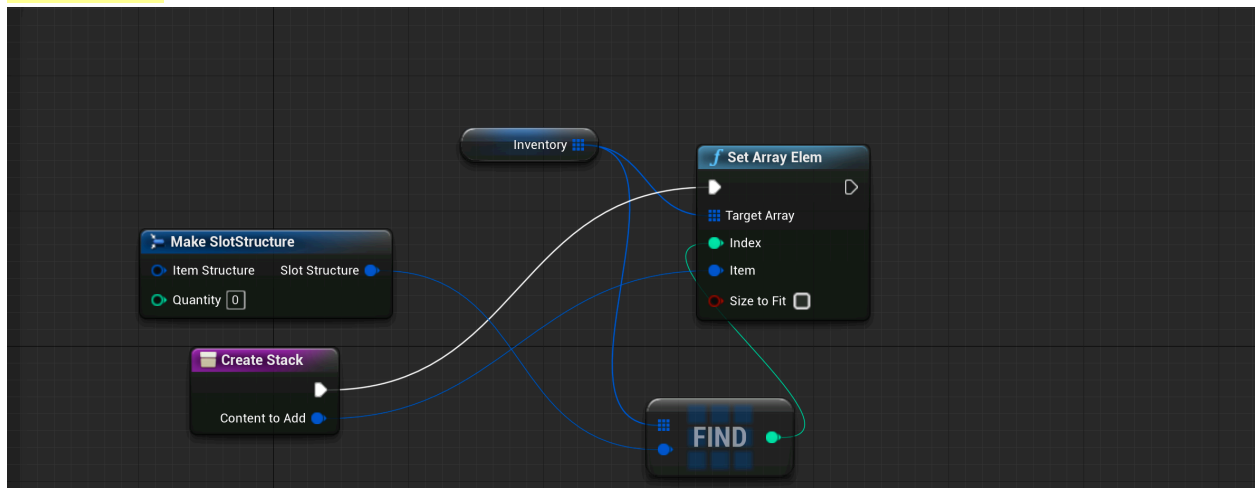 Inventory
Set Array Elem
Target Array
Index
Item
Size to Fit
Make SlotStructure
Item Structure Slot Structure
Quantity 0
Create Stack
Content to Add
FIND